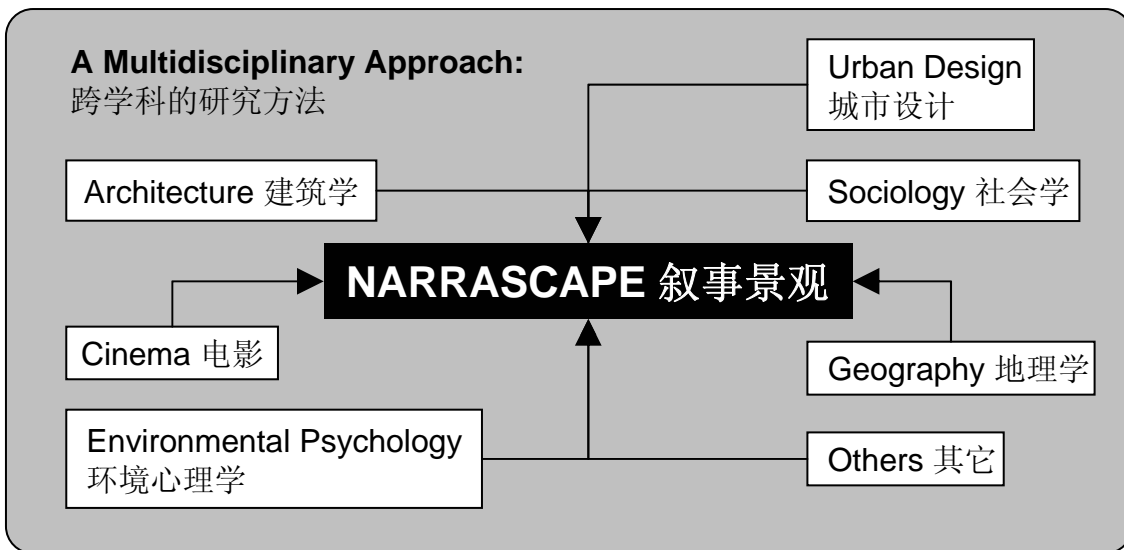 A Multidisciplinary Approach:
跨学科的研究方法
Urban Design
城市设计
Architecture 建筑学
Sociology 社会学
NARRASCAPE 叙事景观
Cinema 电影
Geography 地理学
Environmental Psychology
环境心理学
Others 其它